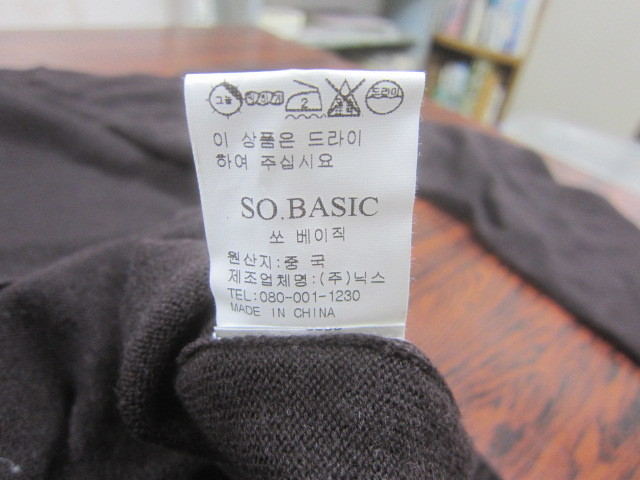 그늘 2 드라이
이 상품은 드라이
하여 주십시요
SO.BASIC
쏘 베이직
원산지:중 국
제조업체명:(주)닉스
TEL:080-001-1230
MADE IN CHINA